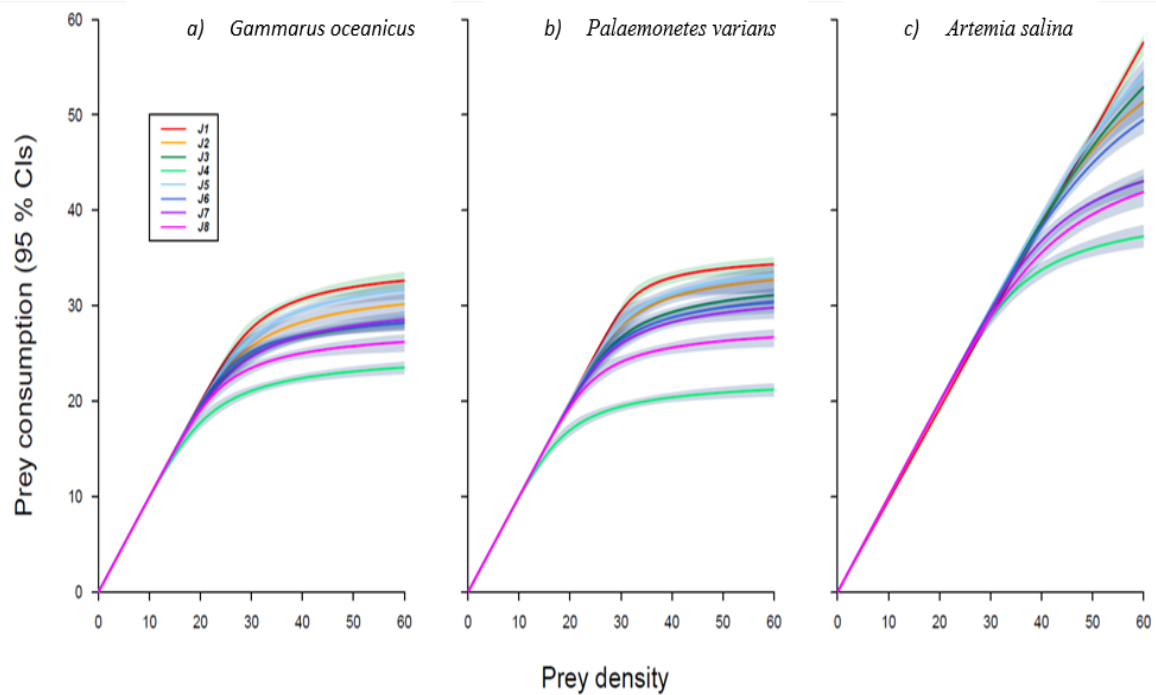 a) Gammarus oceanicus
b) Palaemonetes varians
c) Artemia salina
Prey consumption (95 % CIs)
60
50
40
30
20
10
0
J1
J2
J3
J4
J5
J6
J7
J8
0 10 20 30 40 50 60
0 10 20 30 40 50 60
0 10 20 30 40 50 60
Prey density